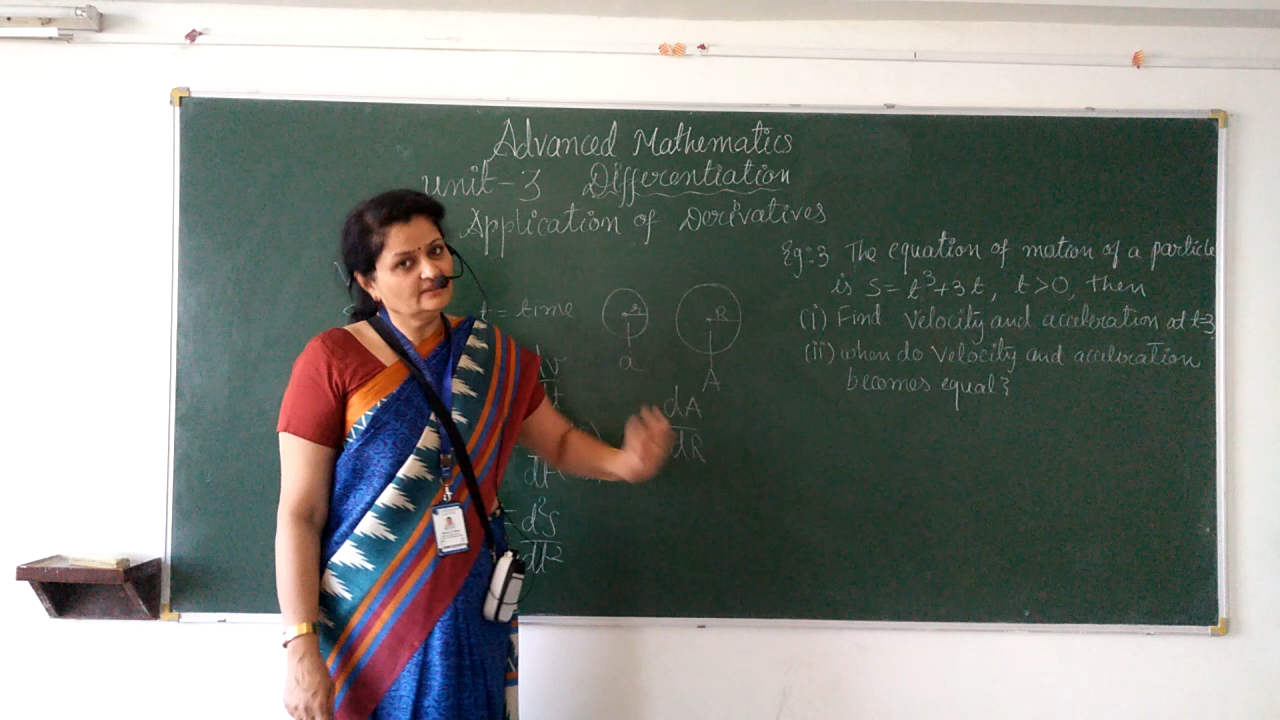 Advanced Mathematics
Unit-3 Differentiation
Application of Derivatives
t = time
r
R
a
A
dA
dR
d²s
dt²
Eg:-3 The equation of motion of a particle
is S = t³+3t, t>0, then
(i) Find Velocity and acceleration at t=3
(ii) when do velocity and acceleration
becomes equal?